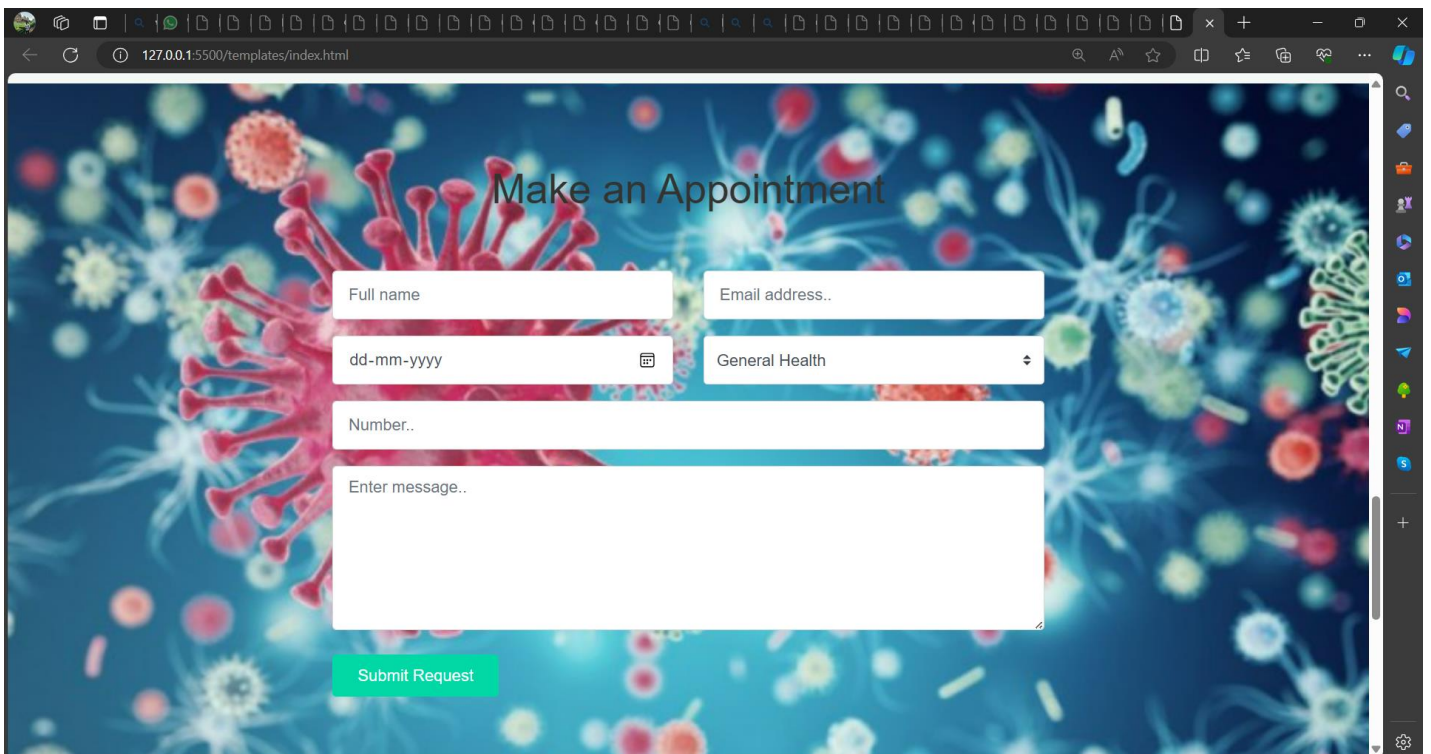 127.0.0.1:5500/templates/index.html
Make an Appointment
Full name
Email address..
dd-mm-yyyy
General Health
Number..
Enter message..
Submit Request